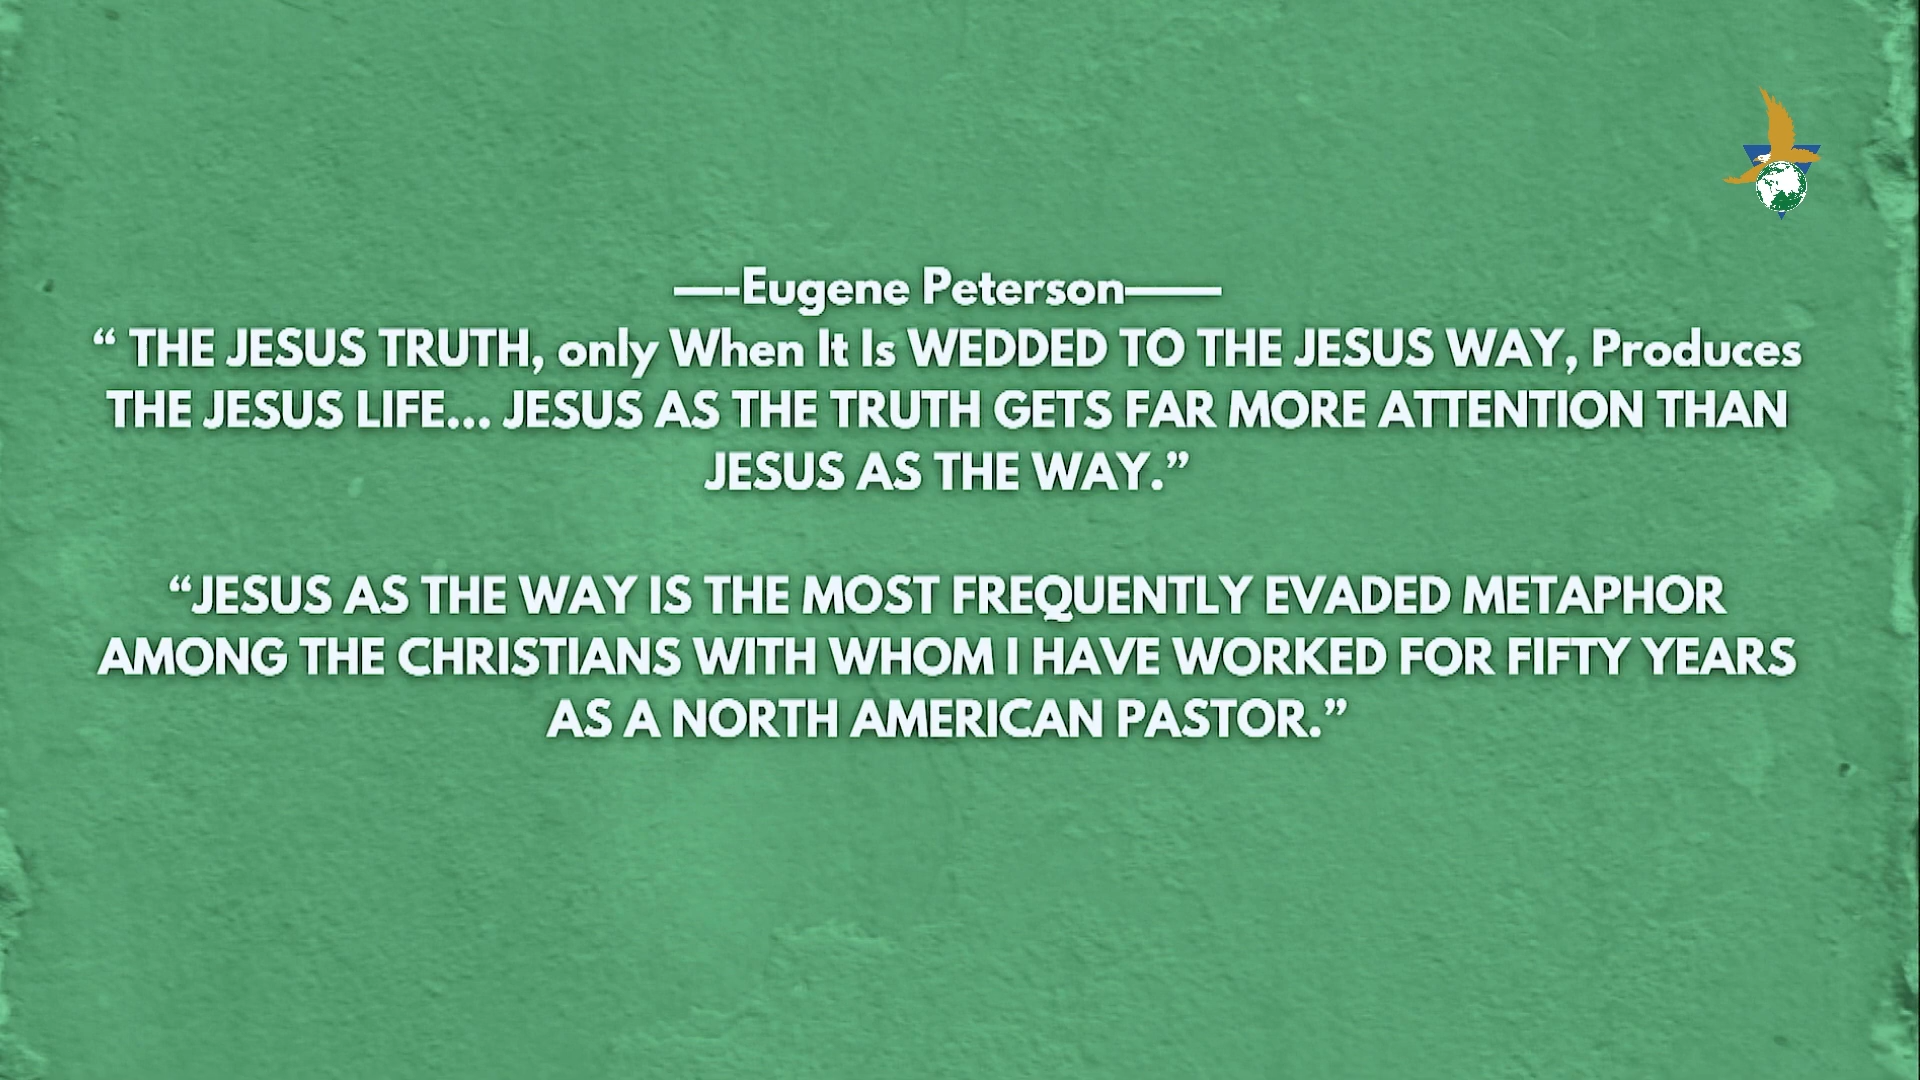 —-Eugene Peterson——
“ THE JESUS TRUTH, only When It Is WEDDED TO THE JESUS WAY, Produces
THE JESUS LIFE... JESUS AS THE TRUTH GETS FAR MORE ATTENTION THAN
JESUS AS THE WAY.”
“JESUS AS THE WAY IS THE MOST FREQUENTLY EVADED METAPHOR
AMONG THE CHRISTIANS WITH WHOM I HAVE WORKED FOR FIFTY YEARS
AS A NORTH AMERICAN PASTOR.”